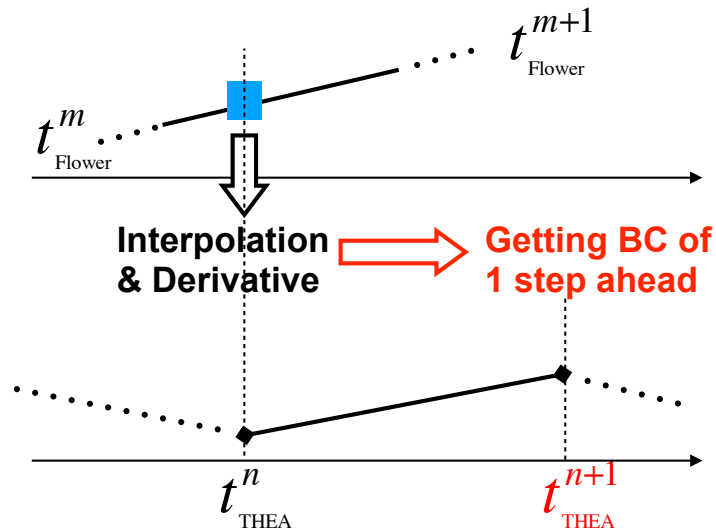 t^{m+1}_{Flower}
t^{m}_{Flower}
Interpolation
& Derivative
Getting BC of
1 step ahead
t^{n}_{THEA}
t^{n+1}_{THEA}